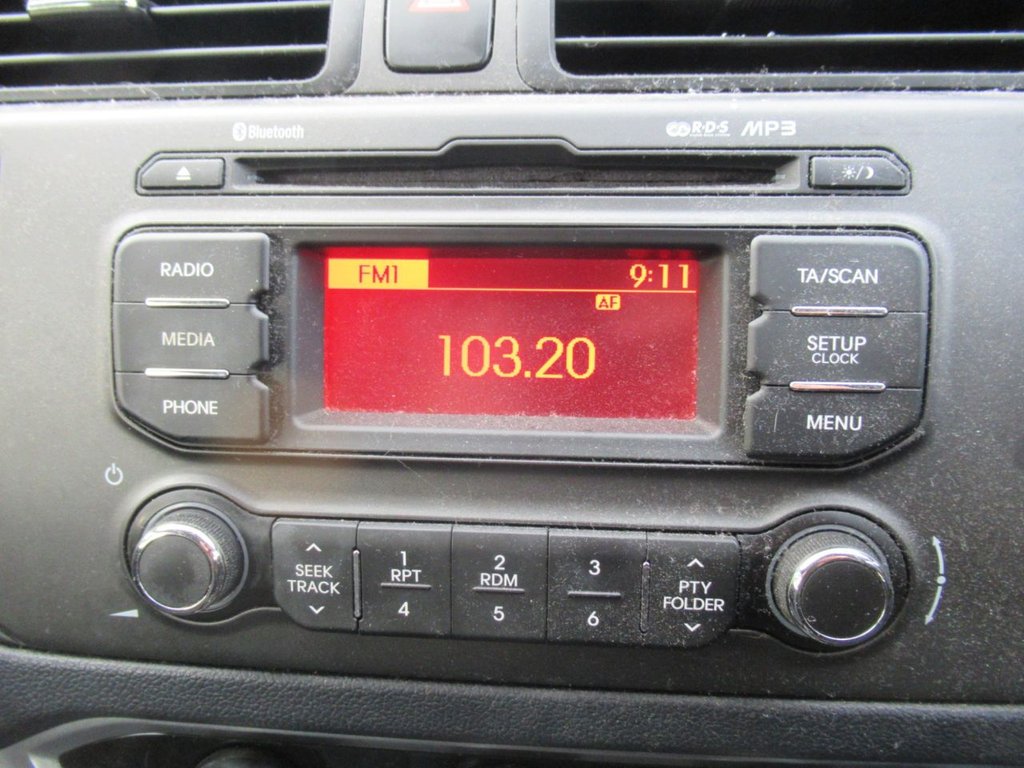 Bluetooth
R·D·S MP3
RADIO
MEDIA
PHONE
FM1 9:11
AF
103.20
TA/SCAN
SETUP
CLOCK
MENU
SEEK
TRACK
1
RPT
4
2
RDM
5
3
6
PTY
FOLDER